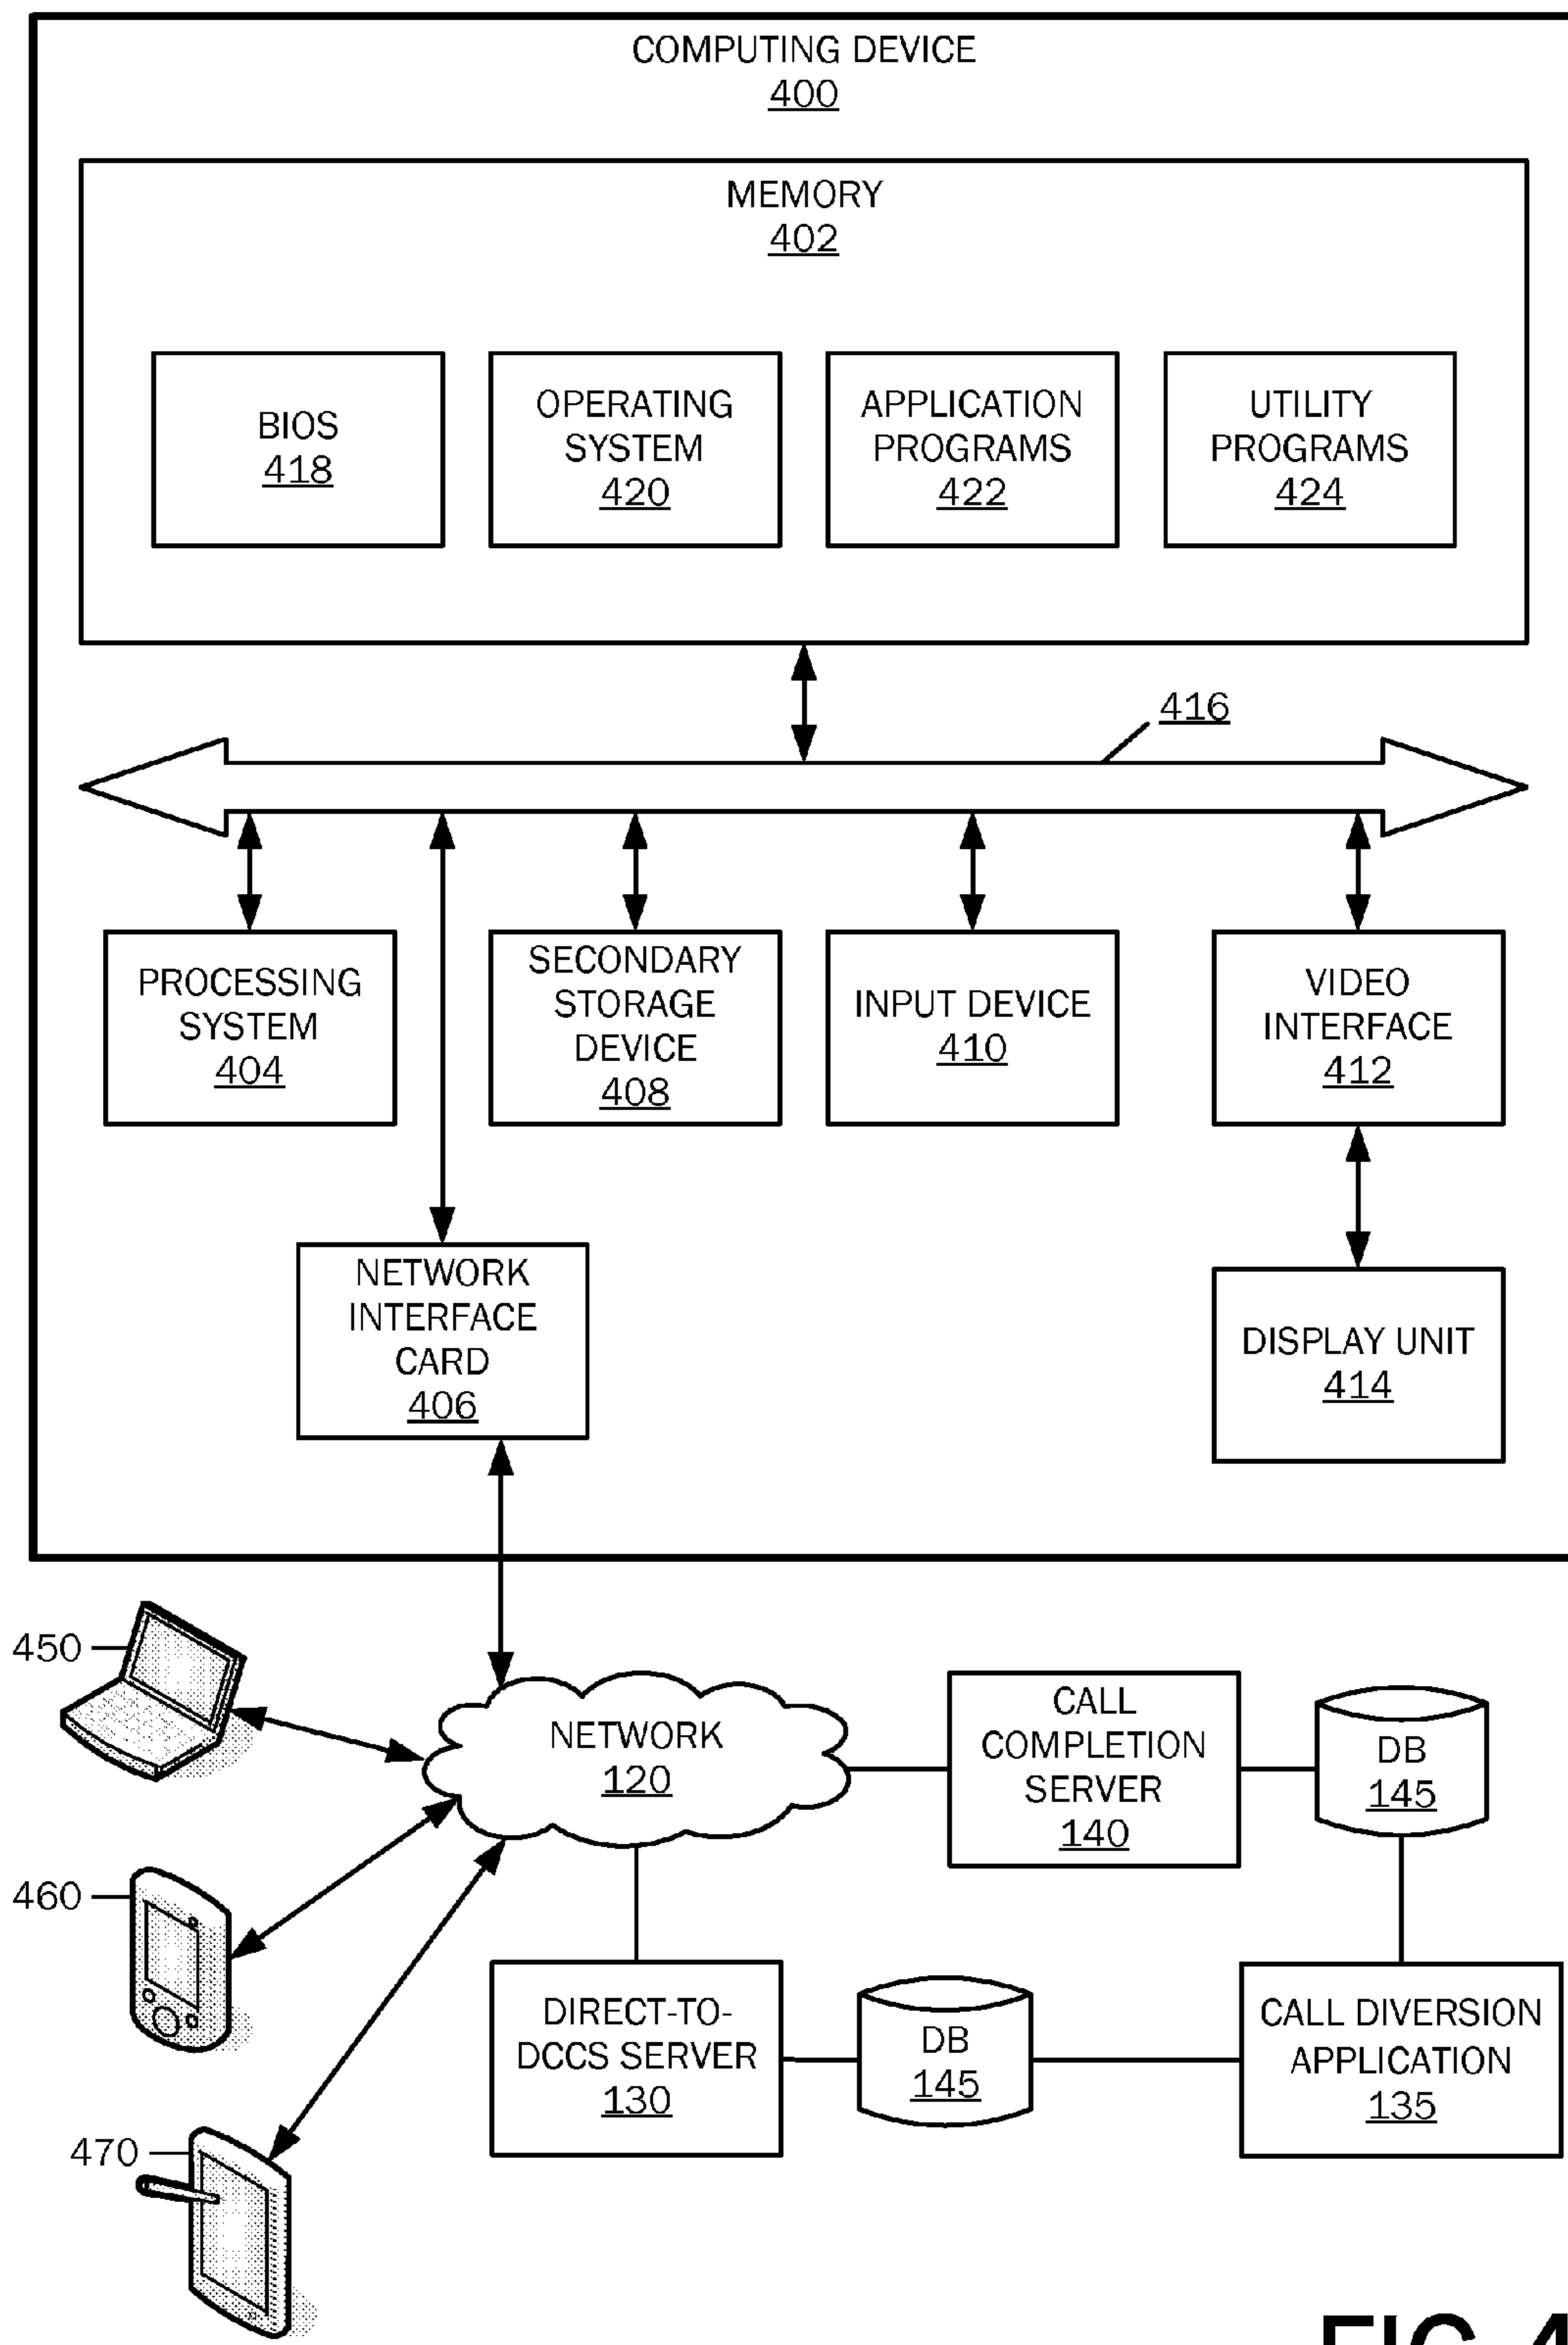 COMPUTING DEVICE
400
MEMORY
402
BIOS
418
OPERATING
SYSTEM
420
APPLICATION
PROGRAMS
422
UTILITY
PROGRAMS
424
416
PROCESSING
SYSTEM
404
SECONDARY
STORAGE
DEVICE
408
INPUT DEVICE
410
VIDEO
INTERFACE
412
NETWORK
INTERFACE
CARD
406
DISPLAY UNIT
414
450
NETWORK
120
CALL
COMPLETION
SERVER
140
DB
145
460
DIRECT-TO-
DCCS SERVER
130
DB
145
CALL DIVERSION
APPLICATION
135
470
FIG. 4